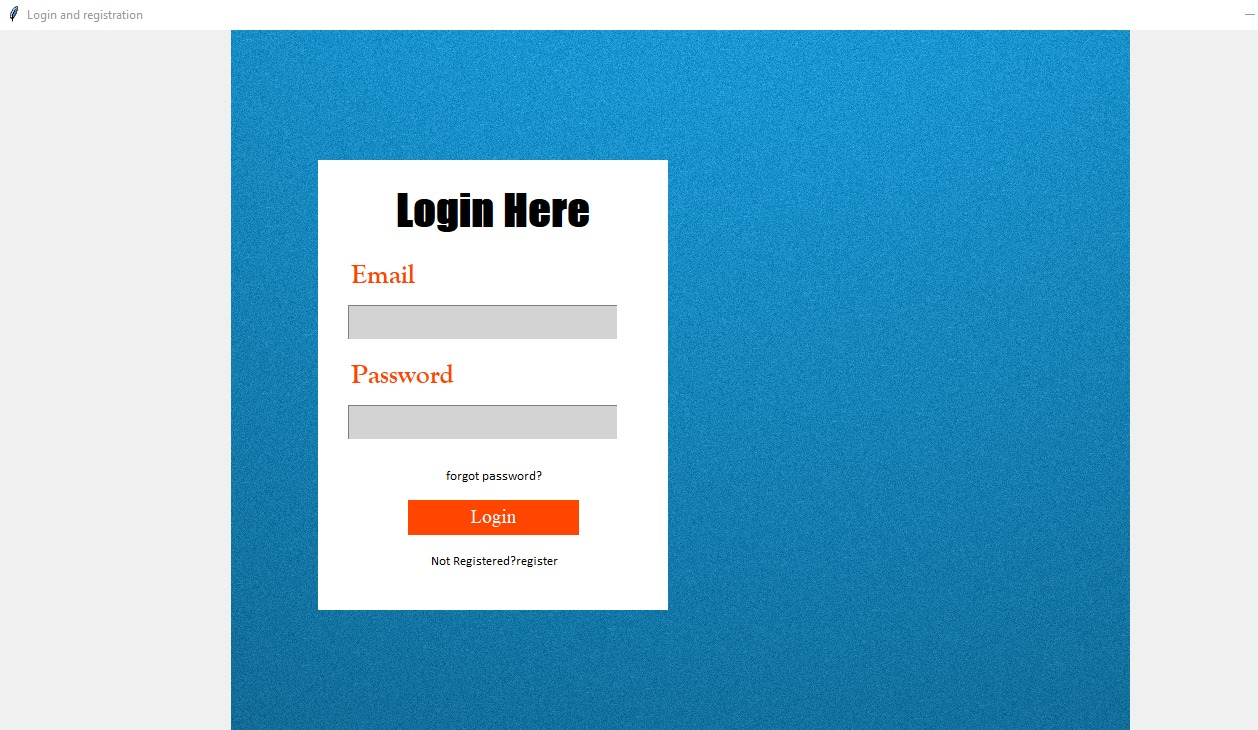 Login and registration
Login Here
Email
Password
forgot password?
Login
Not Registered?register